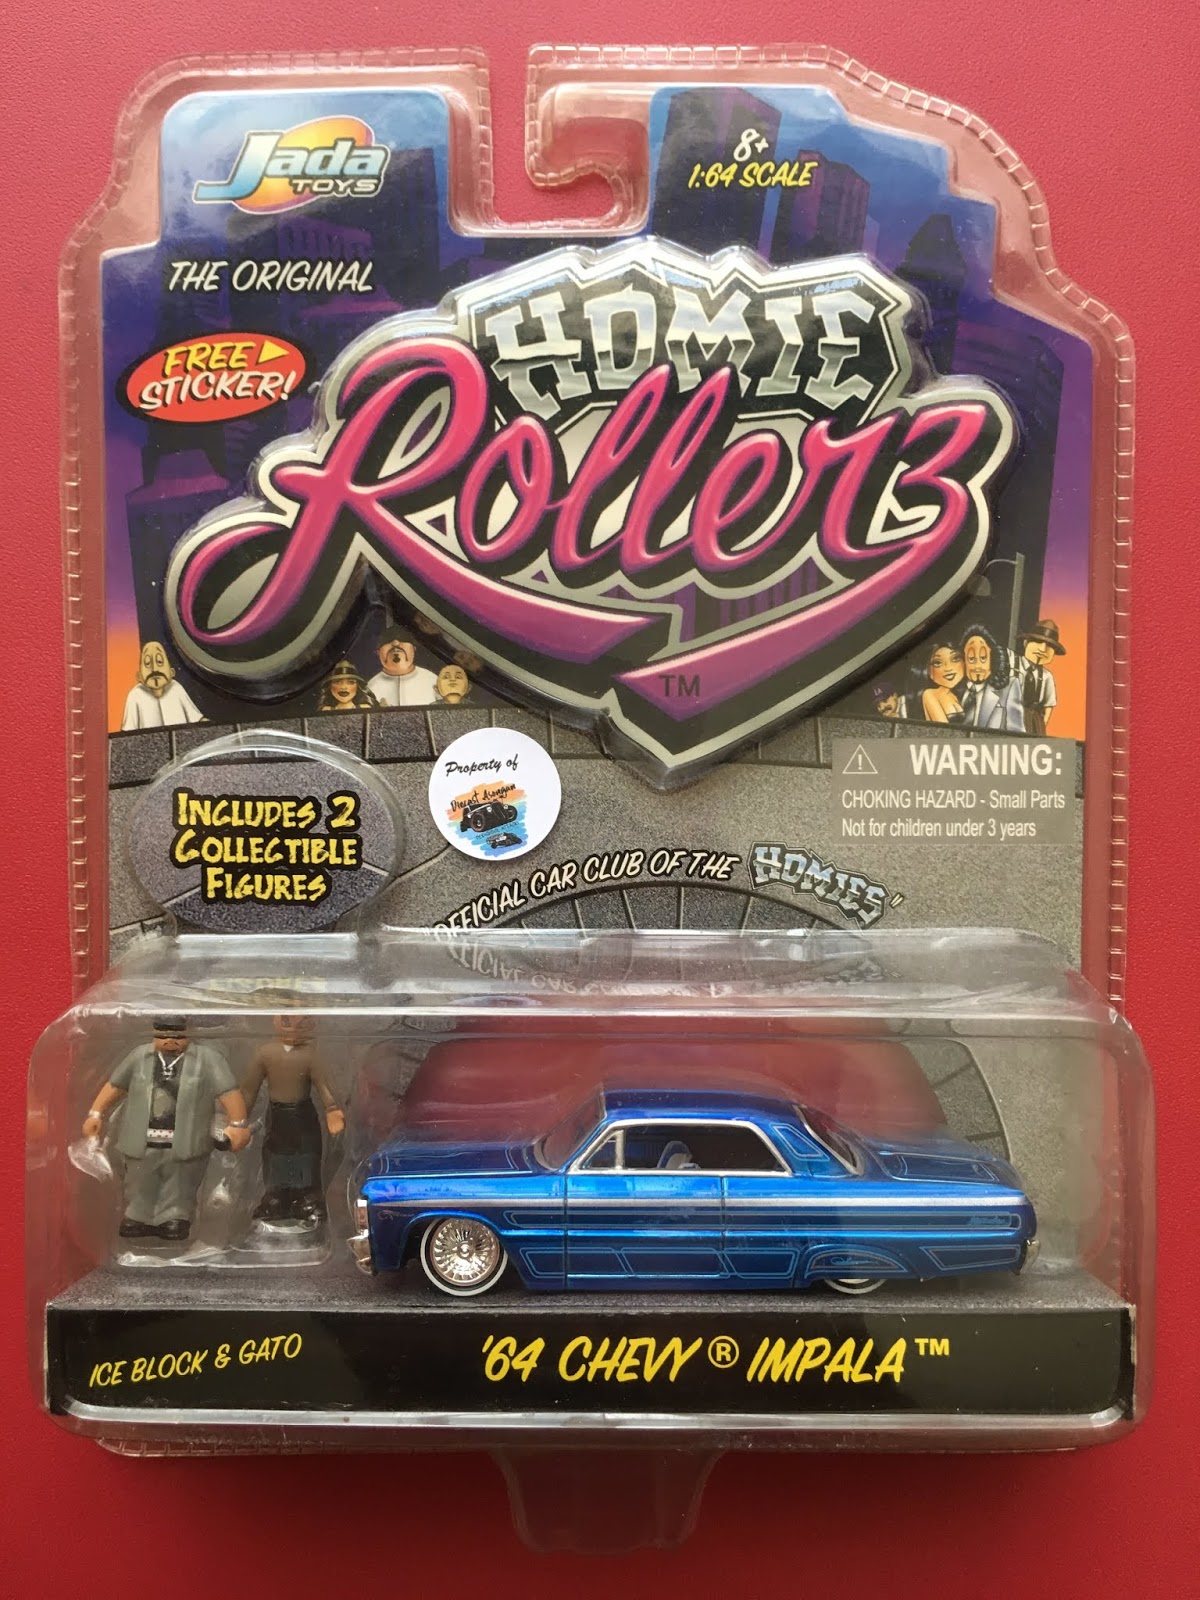 Jada
TOYS
8+
1:64 SCALE
THE ORIGINAL
HOMIE
Rollerz
TM
FREE
STICKER!
WARNING:
CHOKING HAZARD - Small Parts
Not for children under 3 years
INCLUDES 2
COLLECTIBLE
FIGURES
Property of
Diecast Asongan
"OFFICIAL CAR CLUB OF THE HOMIES"
ICE BLOCK & GATO
'64 CHEVY® IMPALA™